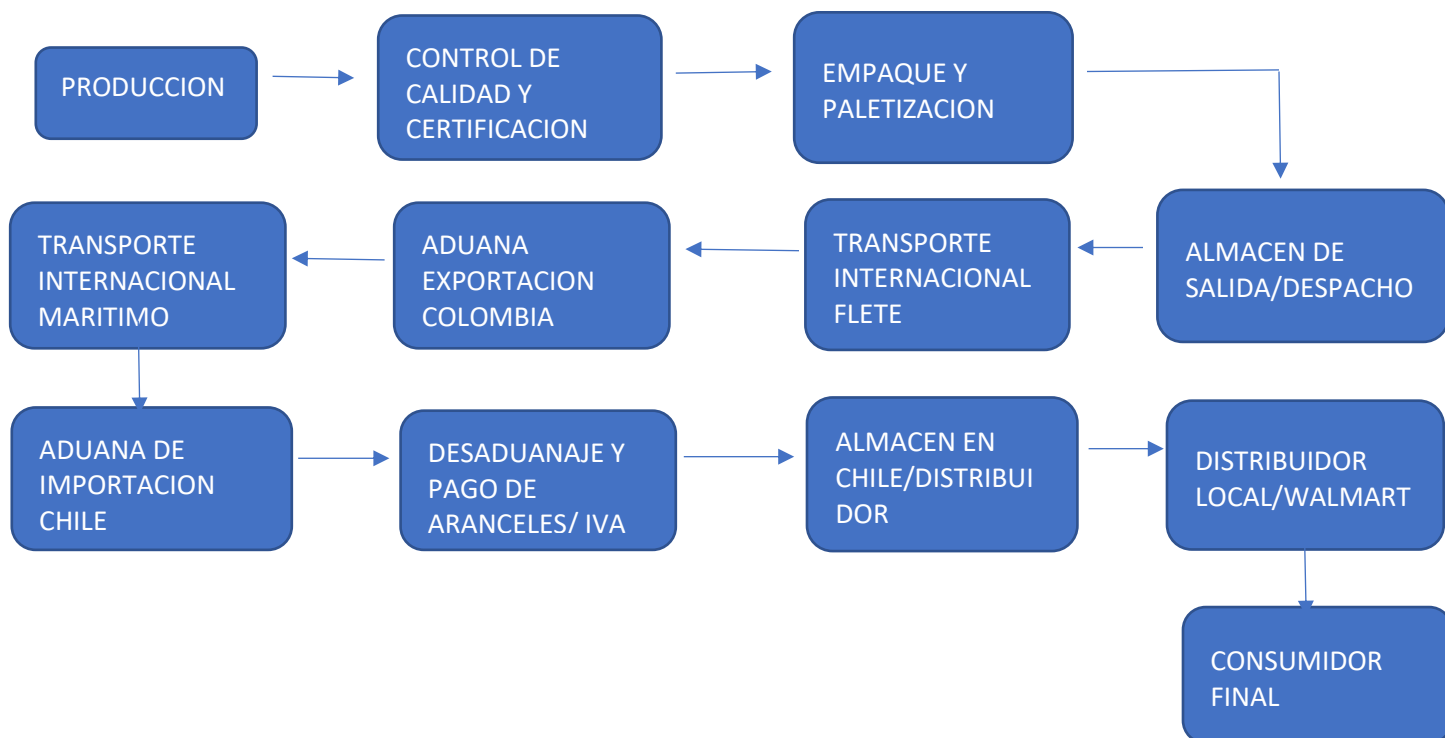 PRODUCCION
CONTROL DE
CALIDAD Y
CERTIFICACION
EMPAQUE Y
PALETIZACION
ALMACEN DE
SALIDA/DESPACHO
TRANSPORTE
INTERNACIONAL
FLETE
ADUANA
EXPORTACION
COLOMBIA
TRANSPORTE
INTERNACIONAL
MARITIMO
ADUANA DE
IMPORTACION
CHILE
DESADUANAJE Y
PAGO DE
ARANCELES/ IVA
ALMACEN EN
CHILE/DISTRIBUI
DOR
DISTRIBUIDOR
LOCAL/WALMART
CONSUMIDOR
FINAL